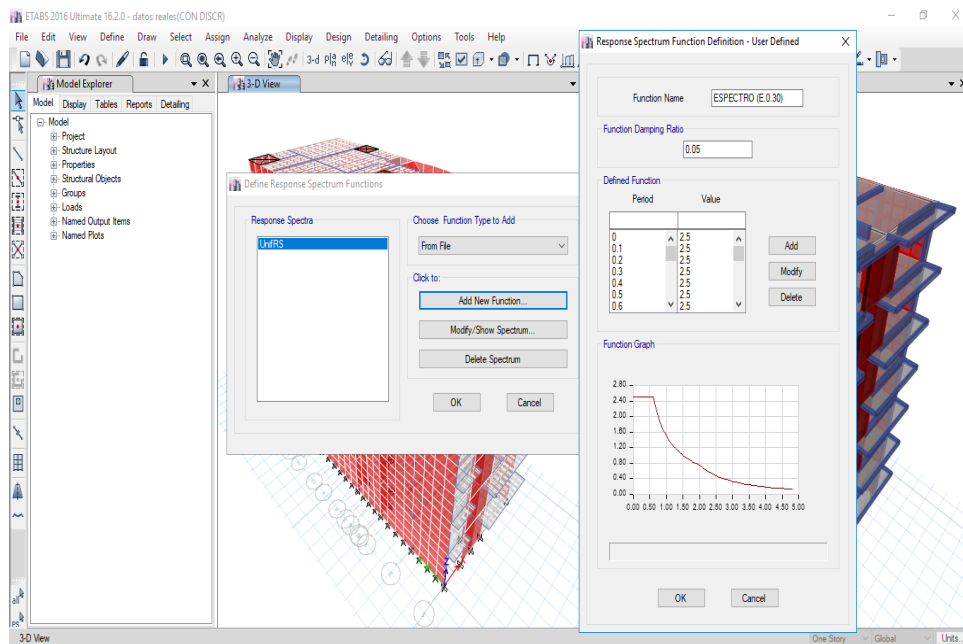 ETABS 2016 Ultimate 16.2.0 - datos reales(CON DISCR)
File Edit View Define Draw Select Assign Analyze Display Design Detailing Options Tools Help
3-d
Model Explorer
Model Display Tables Reports Detailing
Model
Project
Structure Layout
Properties
Structural Objects
Groups
Loads
Named Output Items
Named Plots
3-D View
Define Response Spectrum Functions
Response Spectra
UnifRS
Choose Function Type to Add
From File
Click to:
Add New Function...
Modify/Show Spectrum...
Delete Spectrum
OK Cancel
Response Spectrum Function Definition - User Defined
Function Name ESPECTRO (E.0.30)
Function Damping Ratio
0.05
Defined Function
Period Value
0 2.5
0.1 2.5
0.2 2.5
0.3 2.5
0.4 2.5
0.5 2.5
0.6 2.5
Add
Modify
Delete
Function Graph
2.80
2.40
2.00
1.60
1.20
0.80
0.40
0.00
0.00 0.50 1.00 1.50 2.00 2.50 3.00 3.50 4.00 4.50 5.00
OK Cancel
all
PS
3-D View
One Story Global Units...